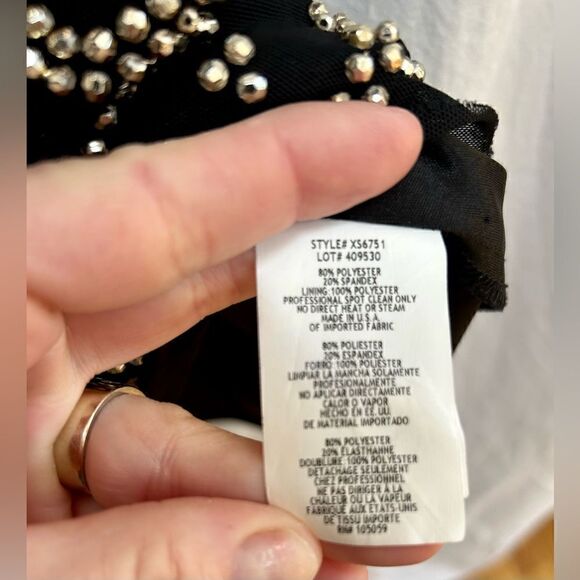 STYLE# XS6751
LOT# 409530
80% POLYESTER
20% SPANDEX
LINING: 100% POLYESTER
PROFESSIONAL SPOT CLEAN ONLY
NO DIRECT HEAT OR STEAM
MADE IN U.S.A.
OF IMPORTED FABRIC
80% POLIESTER
20% ESPANDEX
FORRO: 100% POLIESTER
LIMPIAR LA MANCHA SOLAMENTE
PROFESIONALMENTE
NO APLICAR DIRECTAMENTE
CALOR O VAPOR
HECHO EN EE. UU.
DE MATERIAL IMPORTADO
80% POLYESTER
20% ELASTHANNE
DOUBLURE: 100% POLYESTER
DETACHAGE SEULEMENT
CHEZ PROFESSIONNEL
NE PAS DIRIGER À LA
CHALEUR OU LA VAPEUR
FABRIQUE AUX ETATS-UNIS
DE TISSU IMPORTE
RN# 105059